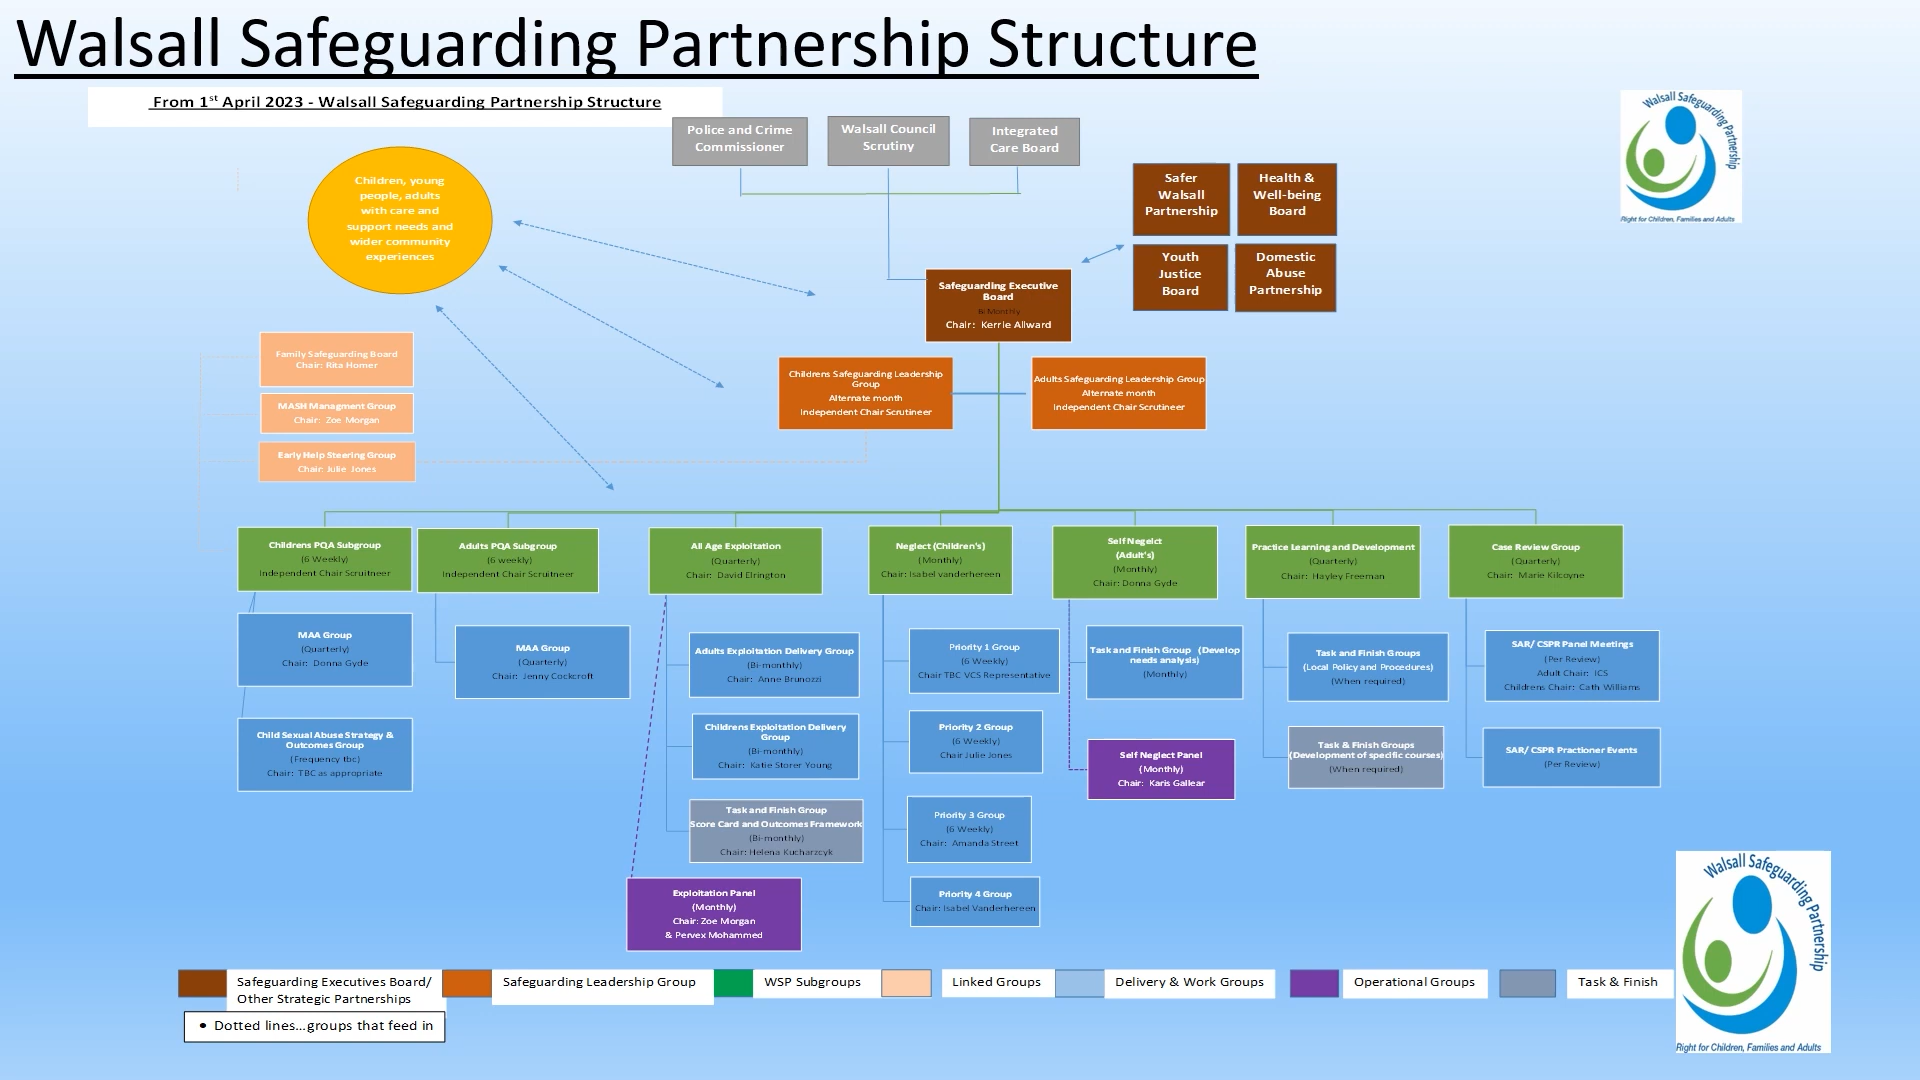 Walsall Safeguarding Partnership Structure
From 1st April 2023 - Walsall Safeguarding Partnership Structure
Police and Crime
Commissioner
Walsall Council
Scrutiny
Integrated
Care Board
Walsall Safeguarding Partnership
Right for Children, Families and Adults
Children, young
people, adults
with care and
support needs and
wider community
experiences
Safer
Walsall
Partnership
Health &
Well-being
Board
Youth
Justice
Board
Domestic
Abuse
Partnership
Safeguarding Executive
Board
Bi Monthly
Chair: Kerrie Allward
Family Safeguarding Board
Chair: Rita Homer
MASH Managment Group
Chair: Zoe Morgan
Early Help Steering Group
Chair: Julie Jones
Childrens Safeguarding Leadership
Group
Alternate month
Independent Chair Scrutineer
Adults Safeguarding Leadership Group
Alternate month
Independent Chair Scrutineer
Childrens PQA Subgroup
(6 Weekly)
Independent Chair Scruitneer
Adults PQA Subgroup
(6 weekly)
Independent Chair Scruitneer
All Age Exploitation
(Quarterly)
Chair: David Elrington
Neglect (Children's)
(Monthly)
Chair: Isabel vanderhereen
Self Negelct
(Adult's)
(Monthly)
Chair: Donna Gyde
Practice Learning and Development
(Quarterly)
Chair: Hayley Freeman
Case Review Group
(Quarterly)
Chair: Marie Kilcoyne
MAA Group
(Quarterly)
Chair: Donna Gyde
Child Sexual Abuse Strategy &
Outcomes Group
(Frequency tbc)
Chair: TBC as appropriate
MAA Group
(Quarterly)
Chair: Jenny Cockcroft
Adults Exploitation Delivery Group
(Bi-monthly)
Chair: Anne Brunozzi
Childrens Exploitation Delivery
Group
(Bi-monthly)
Chair: Katie Storer Young
Task and Finish Group
Score Card and Outcomes Framework
(Bi-monthly)
Chair: Helena Kucharzcyk
Exploitation Panel
(Monthly)
Chair: Zoe Morgan
& Pervex Mohammed
Priority 1 Group
(6 Weekly)
Chair TBC VCS Representative
Priority 2 Group
(6 Weekly)
Chair Julie Jones
Priority 3 Group
(6 Weekly)
Chair: Amanda Street
Priority 4 Group
Chair: Isabel Vanderhereen
Task and Finish Group (Develop
needs analysis)
(Monthly)
Self Neglect Panel
(Monthly)
Chair: Karis Gallear
Task and Finish Groups
(Local Policy and Procedures)
(When required)
Task & Finish Groups
(Development of specific courses)
(When required)
SAR/ CSPR Panel Meetings
(Per Review)
Adult Chair: ICS
Childrens Chair: Cath Williams
SAR/ CSPR Practioner Events
(Per Review)
Safeguarding Executives Board/
Other Strategic Partnerships
Safeguarding Leadership Group
WSP Subgroups
Linked Groups
Delivery & Work Groups
Operational Groups
Task & Finish
• Dotted lines...groups that feed in
Walsall Safeguarding Partnership
Right for Children, Families and Adults